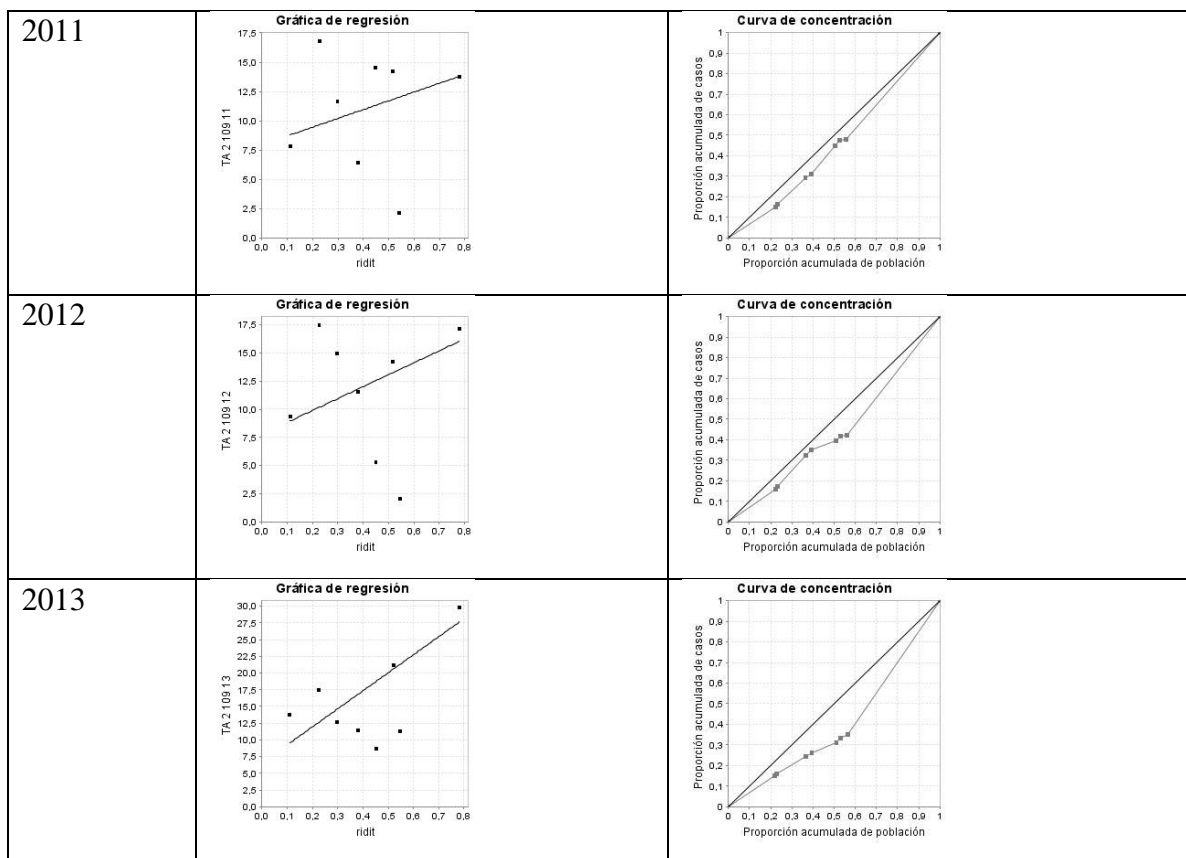 2011
Gráfica de regresión
17,5
15,0
12,5
10,0
7,5
5,0
2,5
0,0
TA 2 109 11
0,0 0,1 0,2 0,3 0,4 0,5 0,6 0,7 0,8
ridit
Curva de concentración
1
0,9
0,8
0,7
0,6
0,5
0,4
0,3
0,2
0,1
0
Proporción acumulada de casos
0 0,1 0,2 0,3 0,4 0,5 0,6 0,7 0,8 0,9 1
Proporción acumulada de población
2012
Gráfica de regresión
17,5
15,0
12,5
10,0
7,5
5,0
2,5
0,0
TA 2 109 12
0,0 0,1 0,2 0,3 0,4 0,5 0,6 0,7 0,8
ridit
Curva de concentración
1
0,9
0,8
0,7
0,6
0,5
0,4
0,3
0,2
0,1
0
Proporción acumulada de casos
0 0,1 0,2 0,3 0,4 0,5 0,6 0,7 0,8 0,9 1
Proporción acumulada de población
2013
Gráfica de regresión
30,0
27,5
25,0
22,5
20,0
17,5
15,0
12,5
10,0
7,5
5,0
2,5
0,0
TA 2 109 13
0,0 0,1 0,2 0,3 0,4 0,5 0,6 0,7 0,8
ridit
Curva de concentración
1
0,9
0,8
0,7
0,6
0,5
0,4
0,3
0,2
0,1
0
Proporción acumulada de casos
0 0,1 0,2 0,3 0,4 0,5 0,6 0,7 0,8 0,9 1
Proporción acumulada de población